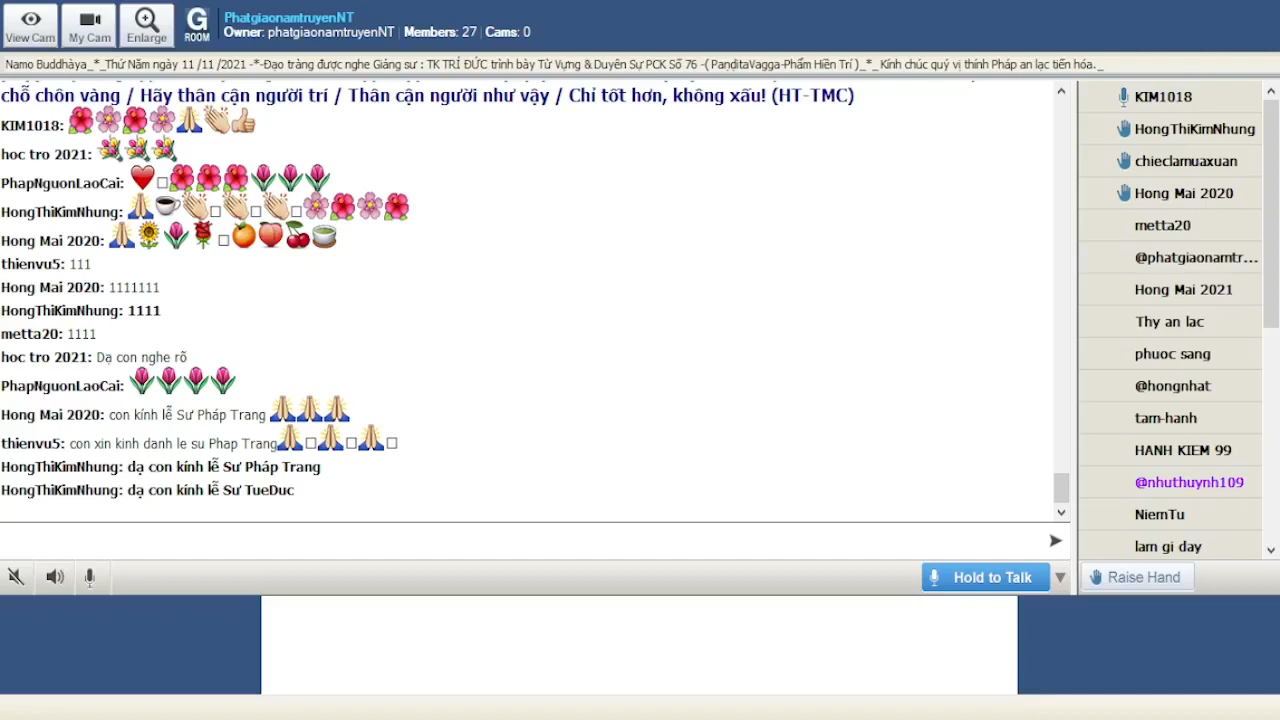 View Cam
My Cam
Enlarge
G
ROOM
PhatgiaonamtruyenNT
Owner: phatgiaonamtruyenNT | Members: 27 | Cams: 0
Namo Buddhàya_*_Thứ Năm ngày 11 /11 /2021 -*-Đạo tràng được nghe Giảng sư : TK TRÍ ĐỨC trình bày Từ Vựng & Duyên Sự PCK Số 76 -( PaṇḍitaVagga-Phẩm Hiền Trí )_*_ Kính chúc quý vị thính Pháp an lạc tiến hóa._
chỗ chôn vàng / Hãy thân cận người trí / Thân cận người như vậy / Chỉ tốt hơn, không xấu! (HT-TMC)
KIM1018:
hoc tro 2021:
PhapNguonLaoCai:
HongThiKimNhung:
Hong Mai 2020:
thienvu5: 111
Hong Mai 2020: 1111111
HongThiKimNhung: 1111
metta20: 1111
hoc tro 2021: Dạ con nghe rõ
PhapNguonLaoCai:
Hong Mai 2020: con kính lễ Sư Pháp Trang
thienvu5: con xin kinh danh le su Phap Trang
HongThiKimNhung: dạ con kính lễ Sư Pháp Trang
HongThiKimNhung: dạ con kính lễ Sư TueDuc
Hold to Talk
KIM1018
HongThiKimNhung
chieclamuaxuan
Hong Mai 2020
metta20
@phatgiaonamtr...
Hong Mai 2021
Thy an lac
phuoc sang
@hongnhat
tam-hanh
HANH KIEM 99
@nhuthuynh109
NiemTu
lam gi day
Raise Hand